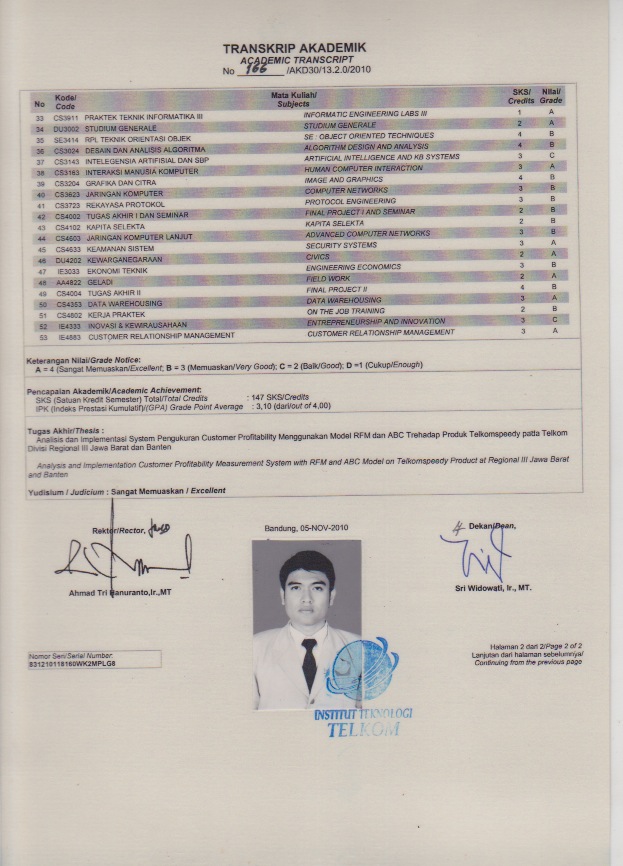 TRANSKRIP AKADEMIK
ACADEMIC TRANSCRIPT
No 166 /AKD30/13.2.0/2010
No Kode/ Code Mata Kuliah/ Subjects SKS/ Credits Nilai/ Grade
33 CS3911 PRAKTEK TEKNIK INFORMATIKA III INFORMATIC ENGINEERING LABS III 1 A
34 DU3002 STUDIUM GENERALE STUDIUM GENERALE 2 A
35 SE3414 RPL TEKNIK ORIENTASI OBJEK SE : OBJECT ORIENTED TECHNIQUES 4 B
36 CS3024 DESAIN DAN ANALISIS ALGORITMA ALGORITHM DESIGN AND ANALYSIS 4 B
37 CS3143 INTELEGENSIA ARTIFISIAL DAN SBP ARTIFICIAL INTELLIGENCE AND KB SYSTEMS 3 C
38 CS3163 INTERAKSI MANUSIA KOMPUTER HUMAN COMPUTER INTERACTION 3 A
39 CS3204 GRAFIKA DAN CITRA IMAGE AND GRAPHICS 4 B
40 CS3623 JARINGAN KOMPUTER COMPUTER NETWORKS 3 B
41 CS3723 REKAYASA PROTOKOL PROTOCOL ENGINEERING 3 B
42 CS4002 TUGAS AKHIR I DAN SEMINAR FINAL PROJECT I AND SEMINAR 2 B
43 CS4102 KAPITA SELEKTA KAPITA SELEKTA 2 B
44 CS4603 JARINGAN KOMPUTER LANJUT ADVANCED COMPUTER NETWORKS 3 B
45 CS4633 KEAMANAN SISTEM SECURITY SYSTEMS 3 A
46 DU4202 KEWARGANEGARAAN CIVICS 2 A
47 IE3033 EKONOMI TEKNIK ENGINEERING ECONOMICS 3 B
48 AA4822 GELADI FIELD WORK 2 A
49 CS4004 TUGAS AKHIR II FINAL PROJECT II 4 B
50 CS4353 DATA WAREHOUSING DATA WAREHOUSING 3 A
51 CS4802 KERJA PRAKTEK ON THE JOB TRAINING 2 B
52 IE4333 INOVASI & KEWIRAUSAHAAN ENTREPRENEURSHIP AND INNOVATION 3 C
53 IE4883 CUSTOMER RELATIONSHIP MANAGEMENT CUSTOMER RELATIONSHIP MANAGEMENT 3 A
Keterangan Nilai/Grade Notice:
A = 4 (Sangat Memuaskan/Excellent; B = 3 (Memuaskan/Very Good); C = 2 (Baik/Good); D =1 (Cukup/Enough)
Pencapaian Akademik/Academic Achievement:
SKS (Satuan Kredit Semester) Total/Total Credits : 147 SKS/Credits
IPK (Indeks Prestasi Kumulatif)/(GPA) Grade Point Average : 3,10 (dari/out of 4,00)
Tugas Akhir/Thesis :
Analisis dan Implementasi System Pengukuran Customer Profitability Menggunakan Model RFM dan ABC Trehadap Produk Telkomspeedy patla Telkom
Divisi Regional III Jawa Barat dan Banten
Analysis and Implementation Customer Profitability Measurement System with RFM and ABC Model on Telkomspeedy Product at Regional III Jawa Barat
and Banten
Yudisium / Judicium : Sangat Memuaskan / Excellent
Rektor/Rector,
Bandung, 05-NOV-2010
Dekan/Dean,
Ahmad Tri Hanuranto,Ir.,MT
Sri Widowati, Ir., MT.
Nomor Seri/Serial Number:
931210118160WK2MPLG8
Halaman 2 dari 2/Page 2 of 2
Lanjutan dari halaman sebelumnya/
Continuing from the previous page
INSTITUT TEKNOLOGI
TELKOM